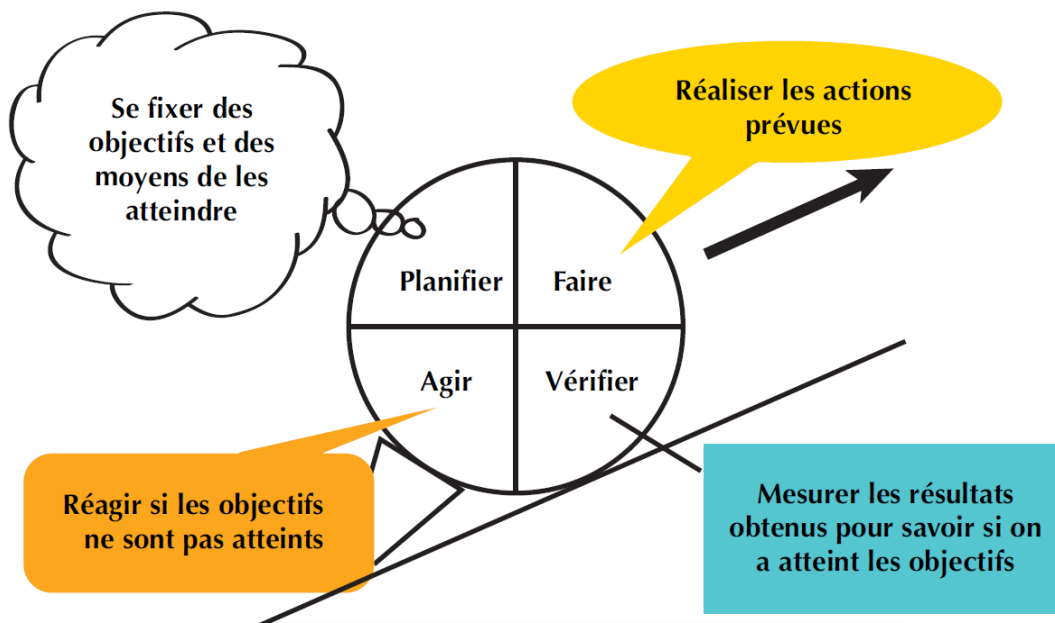 Se fixer des
objectifs et des
moyens de les
atteindre
Réaliser les actions
prévues
Planifier
Faire
Agir
Vérifier
Réagir si les objectifs
ne sont pas atteints
Mesurer les résultats
obtenus pour savoir si on
a atteint les objectifs